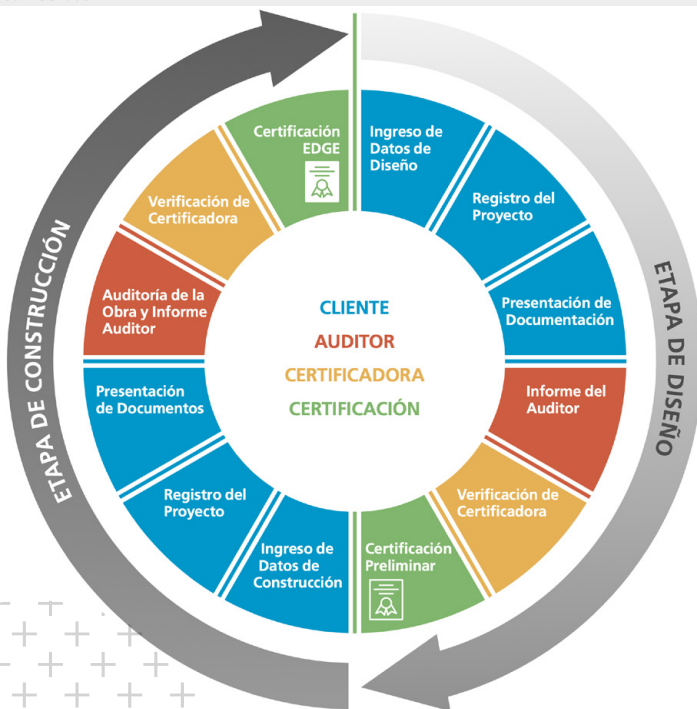 Ingreso de
Datos de
Diseño
Registro del
Proyecto
Presentación de
Documentación
Informe del
Auditor
Verificación de
Certificadora
Certificación
Preliminar
Ingreso de
Datos de
Construcción
Registro del
Proyecto
Presentación
de Documentos
Auditoría de la
Obra y Informe
Auditor
Verificación de
Certificadora
Certificación
EDGE
CLIENTE
AUDITOR
CERTIFICADORA
CERTIFICACIÓN
ETAPA DE DISEÑO
ETAPA DE CONSTRUCCIÓN